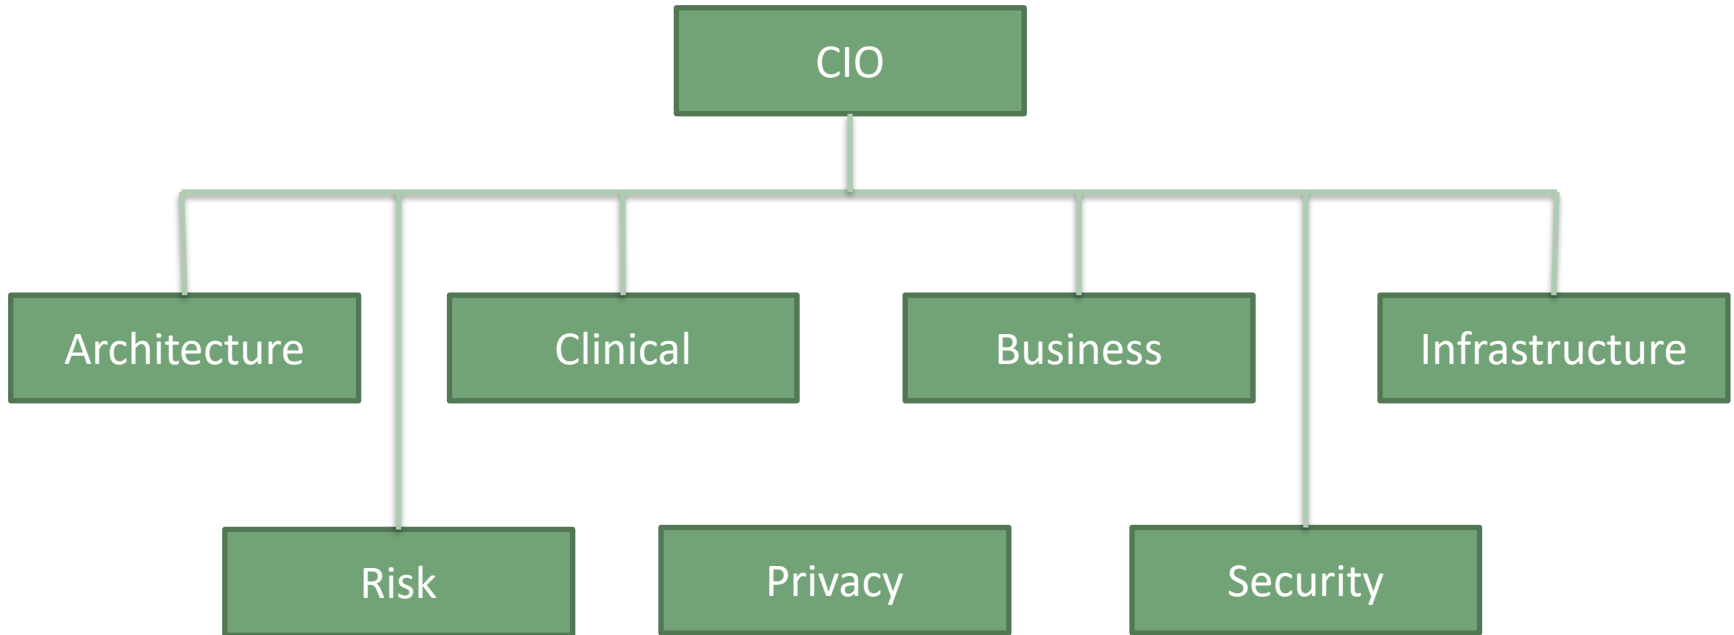 CIO
Architecture
Clinical
Business
Infrastructure
Risk
Privacy
Security